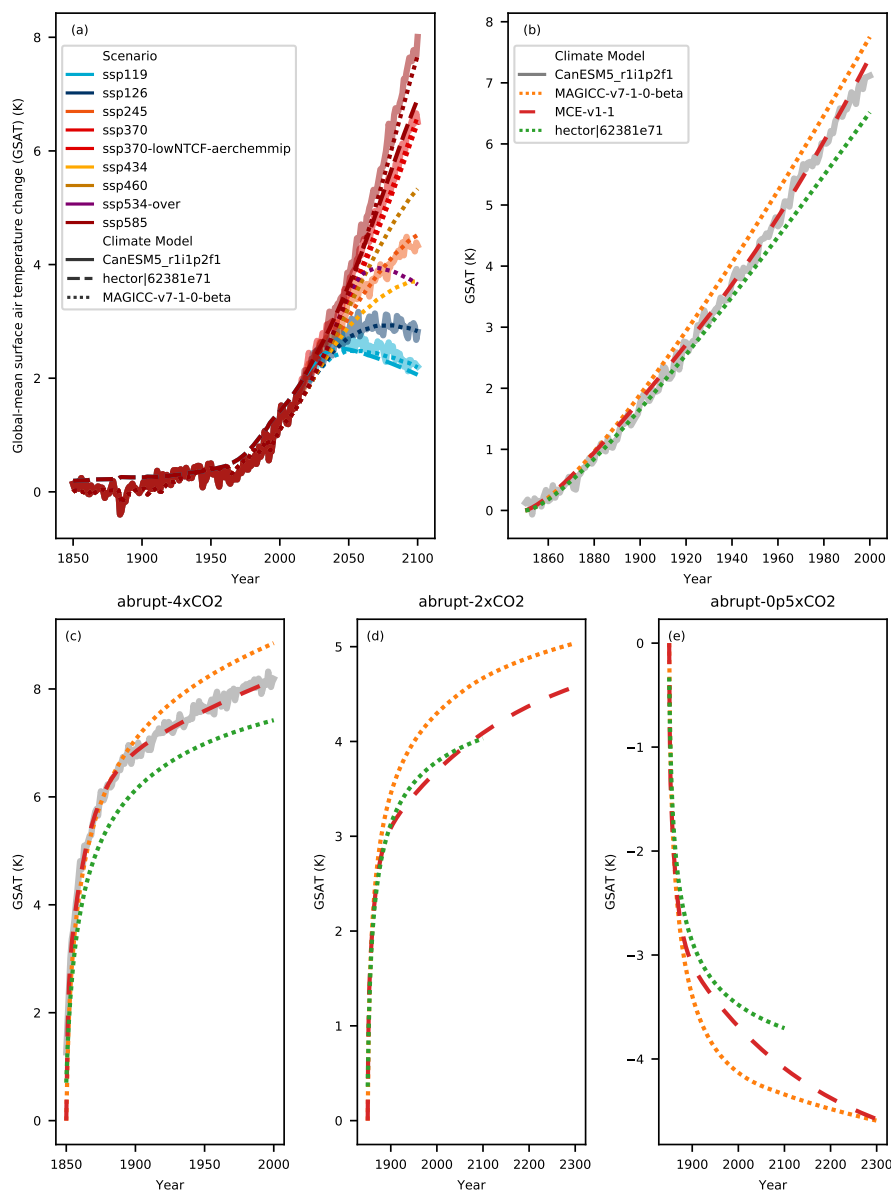 (a)
Scenario
ssp119
ssp126
ssp245
ssp370
ssp370-lowNTCF-aerchemmip
ssp434
ssp460
ssp534-over
ssp585
Climate Model
CanESM5_r1i1p2f1
hector|62381e71
MAGICC-v7-1-0-beta
Global-mean surface air temperature change (GSAT) (K)
8
6
4
2
0
1850
1900
1950
2000
2050
2100
Year
(b)
Climate Model
CanESM5_r1i1p2f1
MAGICC-v7-1-0-beta
MCE-v1-1
hector|62381e71
GSAT (K)
8
7
6
5
4
3
2
1
0
1860
1880
1900
1920
1940
1960
1980
2000
Year
abrupt-4xCO2
(c)
GSAT (K)
8
6
4
2
0
1850
1900
1950
2000
Year
abrupt-2xCO2
(d)
GSAT (K)
5
4
3
2
1
0
1900
2000
2100
2200
2300
Year
abrupt-0p5xCO2
(e)
GSAT (K)
0
−1
−2
−3
−4
1900
2000
2100
2200
2300
Year